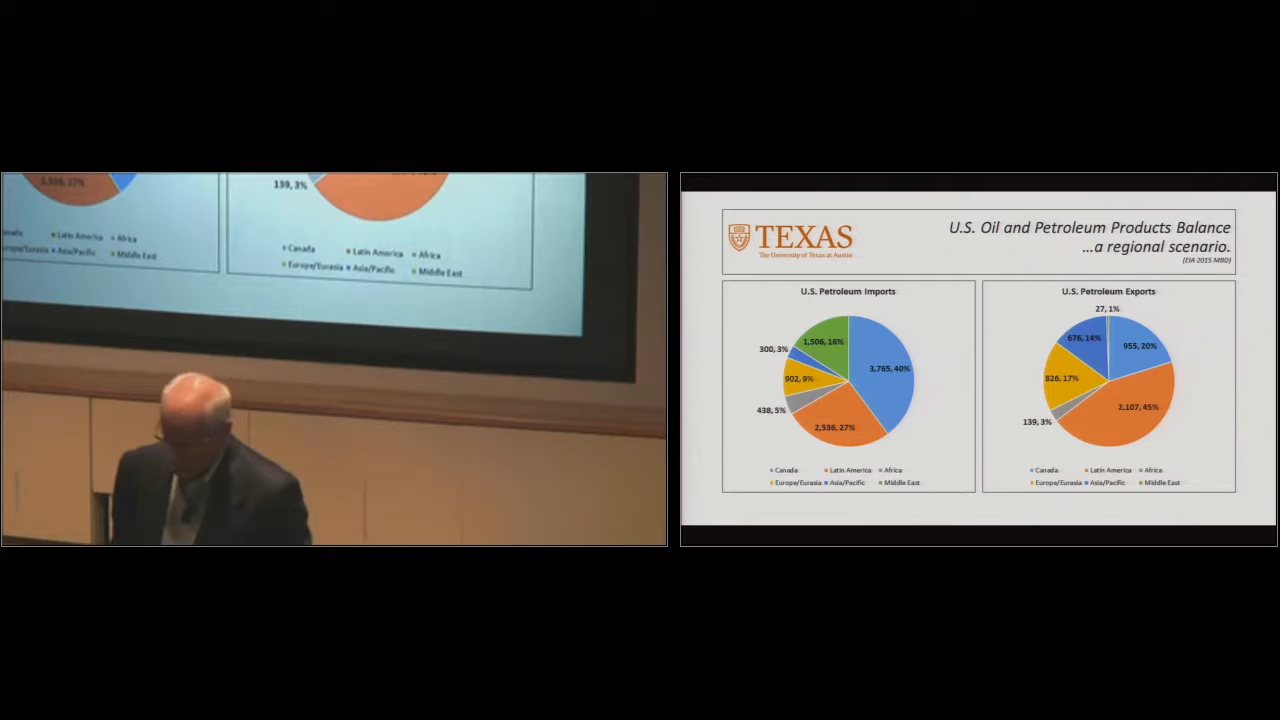 139, 3%
Latin America
Africa
Asia/Pacific
Middle East
Canada
Latin America
Africa
Europe/Eurasia
Asia/Pacific
Middle East
TEXAS
The University of Texas at Austin
U.S. Oil and Petroleum Products Balance
...a regional scenario.
(EIA 2015 MBD)
U.S. Petroleum Imports
1,506, 16%
300, 3%
3,765, 40%
902, 9%
438, 5%
2,536, 27%
Canada
Latin America
Africa
Europe/Eurasia
Asia/Pacific
Middle East
U.S. Petroleum Exports
27, 1%
676, 14%
955, 20%
826, 17%
2,107, 45%
139, 3%
Canada
Latin America
Africa
Europe/Eurasia
Asia/Pacific
Middle East